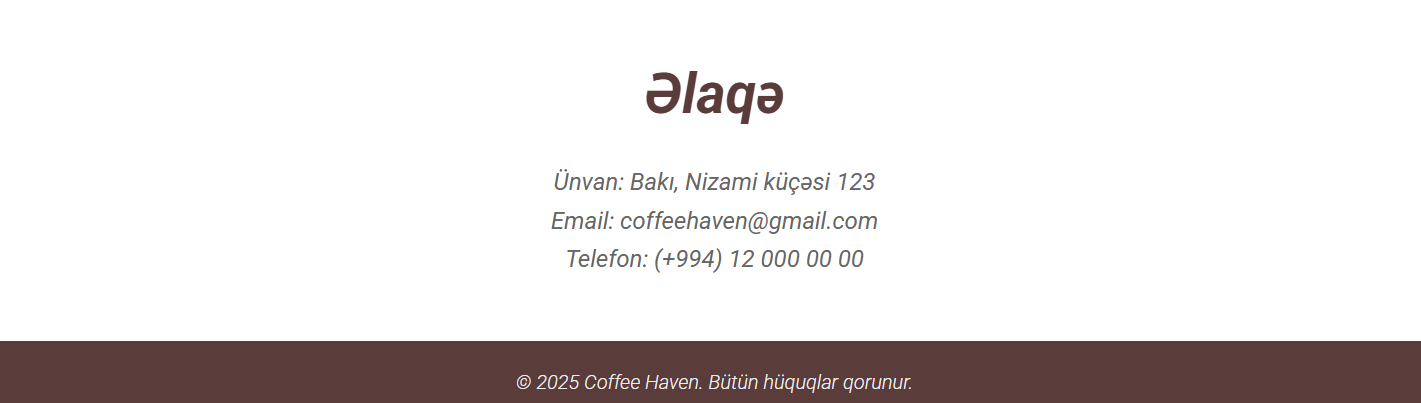 Əlaqə
Ünvan: Bakı, Nizami küçəsi 123
Email: coffeehaven@gmail.com
Telefon: (+994) 12 000 00 00
© 2025 Coffee Haven. Bütün hüquqlar qorunur.